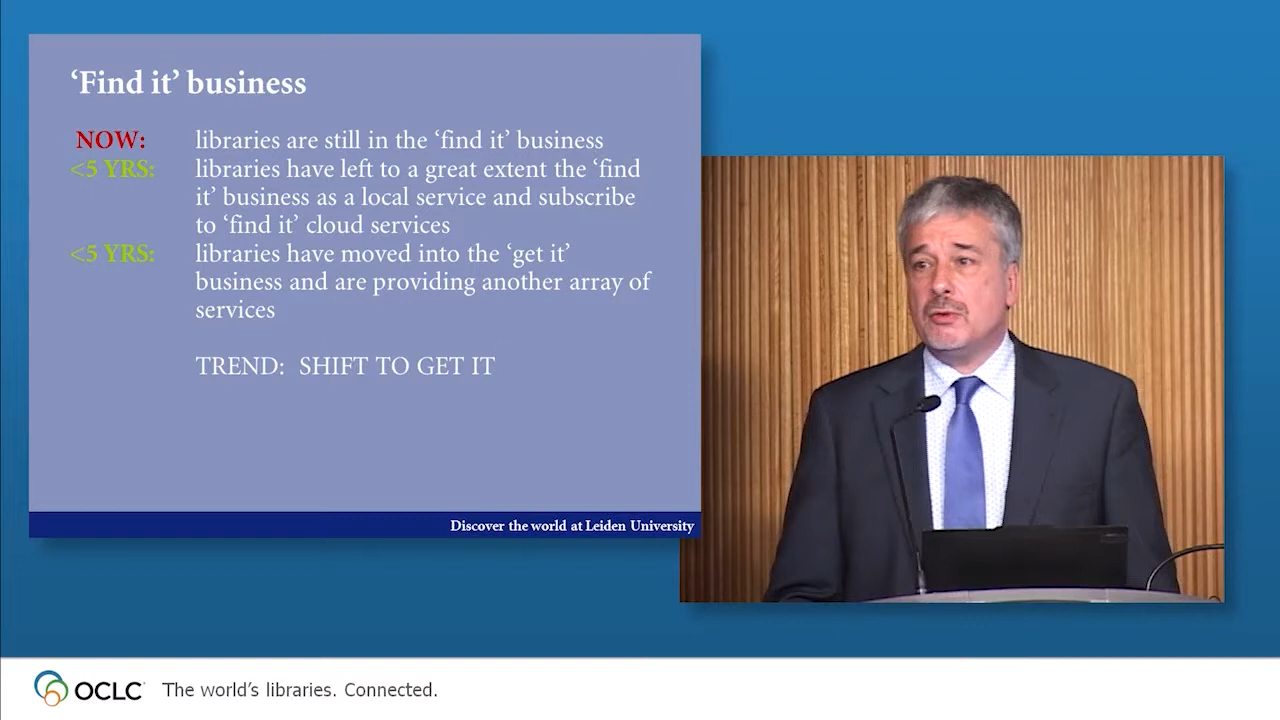 ‘Find it’ business
NOW: libraries are still in the ‘find it’ business
<5 YRS: libraries have left to a great extent the ‘find
it’ business as a local service and subscribe
to ‘find it’ cloud services
<5 YRS: libraries have moved into the ‘get it’
business and are providing another array of
services
TREND: SHIFT TO GET IT
Discover the world at Leiden University
OCLC The world’s libraries. Connected.